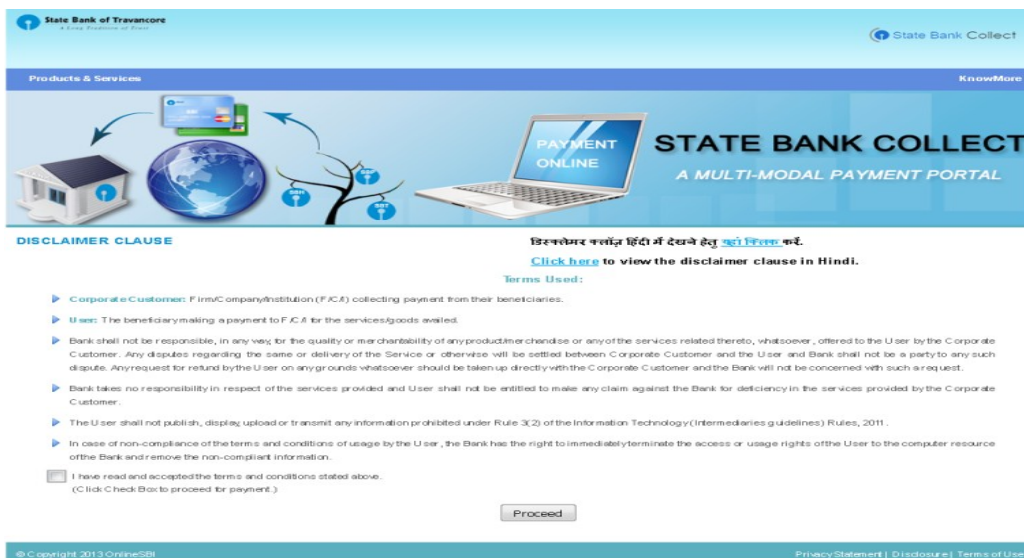 State Bank of Travancore
A Long Tradition of Trust
State Bank Collect
Products & Services
KnowMore
PAYMENT
ONLINE
STATE BANK COLLECT
A MULTI-MODAL PAYMENT PORTAL
SBH
SBP
SBT
DISCLAIMER CLAUSE
डिस्क्लेमर क्लॉज़ हिंदी में देखने हेतु यहां क्लिक करें.
Click here to view the disclaimer clause in Hindi.
Terms Used:
Corporate Customer: Firm/Company/Institution (F/C/I) collecting payment from their beneficiaries.
User: The beneficiary making a payment to F/C/I for the services/goods availed.
Bank shall not be responsible, in any way, for the quality or merchantability of any product/merchandise or any of the services related thereto, whatsoever, offered to the User by the Corporate
Customer. Any disputes regarding the same or delivery of the Service or otherwise will be settled between Corporate Customer and the User and Bank shall not be a party to any such
dispute. Any request for refund by the User on any grounds whatsoever should be taken up directly with the Corporate Customer and the Bank will not be concerned with such a request.
Bank takes no responsibility in respect of the services provided and User shall not be entitled to make any claim against the Bank for deficiency in the services provided by the Corporate
Customer.
The User shall not publish, display, upload or transmit any information prohibited under Rule 3(2) of the Information Technology (Intermediaries guidelines) Rules, 2011.
In case of non-compliance of the terms and conditions of usage by the User, the Bank has the right to immediately terminate the access or usage rights of the User to the computer resource
of the Bank and remove the non-compliant information.
I have read and accepted the terms and conditions stated above.
(Click Check Box to proceed for payment.)
Proceed
© Copyright 2013 OnlineSBI
Privacy Statement | Disclosure | Terms of Use